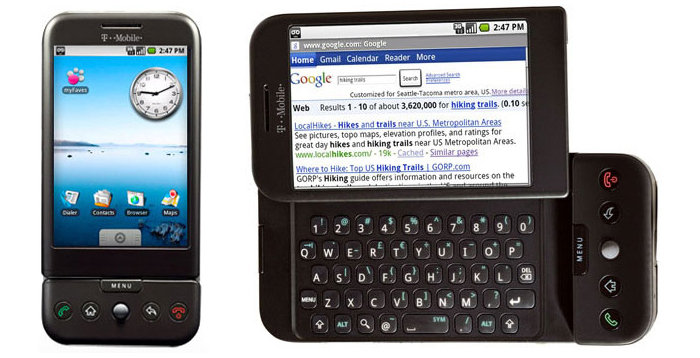 T··Mobile·
2:47 PM
myFaves
Dialer Contacts Browser Maps
MENU
T··Mobile·
3G 2:47 PM
g www.google.com: Google
Home Gmail Calendar Reader More
Google hiking trails Search Advanced Search
Preferences
Customized for Seattle-Tacoma metro area, US. More detail
Web Results 1 - 10 of about 3,620,000 for hiking trails. (0.10 se
LocalHikes - Hikes and trails near U.S. Metropolitan Areas
See pictures, topo maps, elevation profiles, and ratings for
great day hikes and hiking trails near US Metropolitan Areas.
www.localhikes.com/ - 19k - Cached - Similar pages
Where to Hike: Top US Hiking Trails | GORP.com
GORP's Hiking guide offers information and resources on the
MENU
1 ! 2 @ 3 # 4 $ 5 % 6 ^ 7 & 8 * 9 ( 0 )
Q W E R T Y U I O P
A S D F G H J K L DEL
MENU Z X C V B N M
ALT @ SYM , . ALT